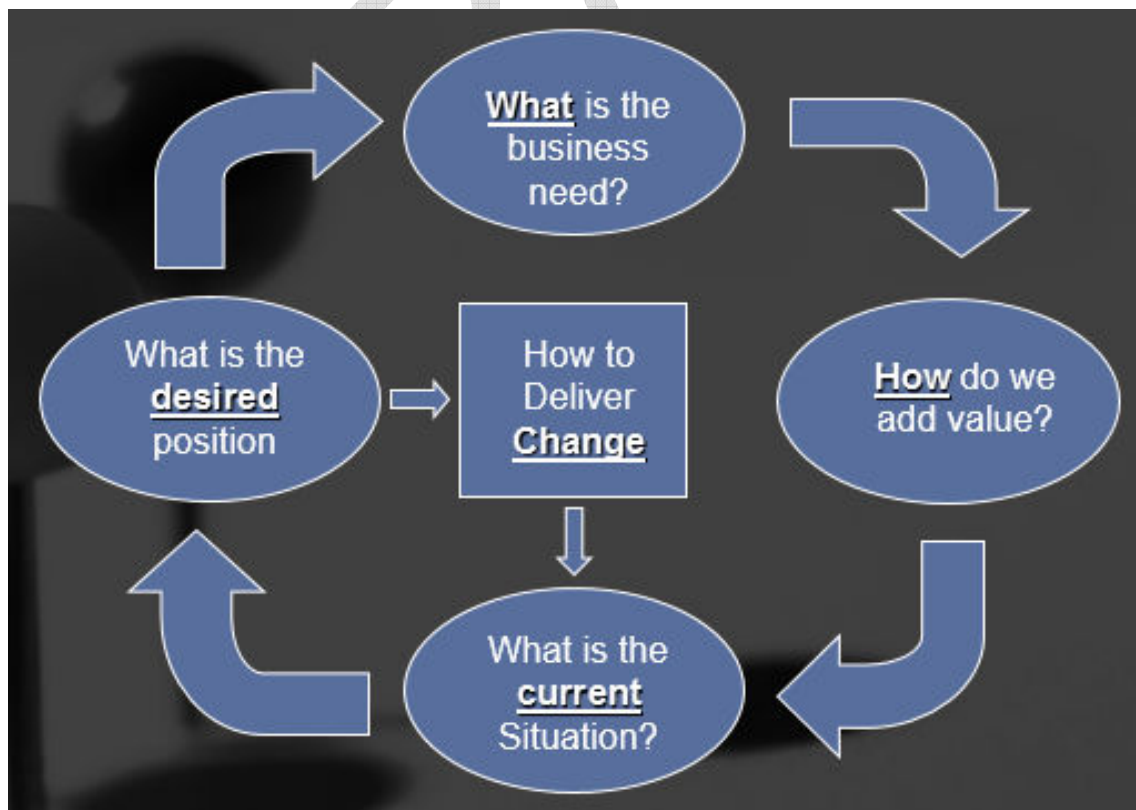 What is the
business
need?
How do we
add value?
What is the
current
Situation?
What is the
desired
position
How to
Deliver
Change